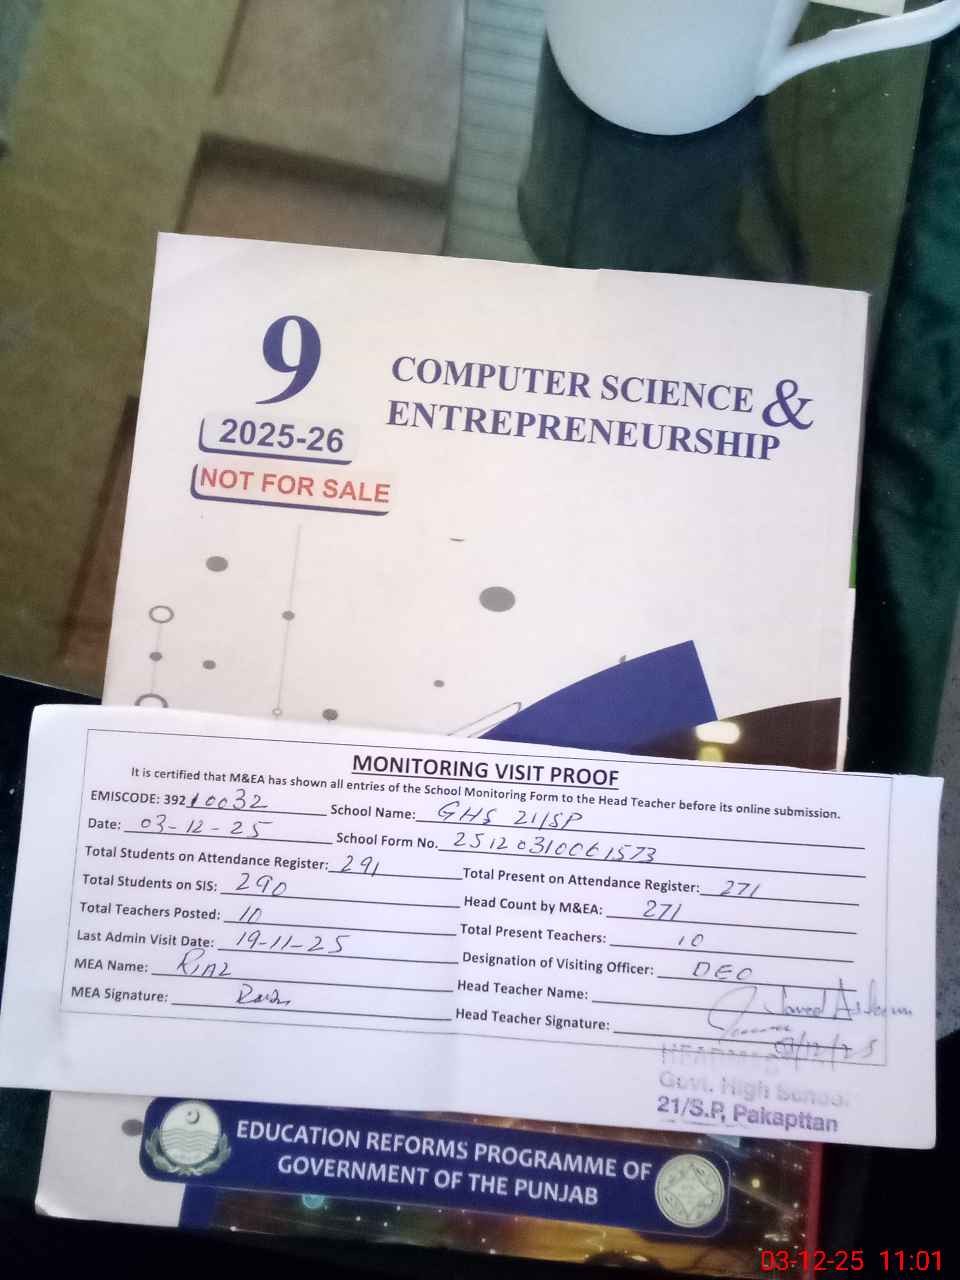 9
COMPUTER SCIENCE &
ENTREPRENEURSHIP
2025-26
NOT FOR SALE
MONITORING VISIT PROOF
It is certified that M&EA has shown all entries of the School Monitoring Form to the Head Teacher before its online submission.
EMISCODE: 39210032 School Name: GHS 21/SP
Date: 03-12-25 School Form No. 25120310061573
Total Students on Attendance Register: 291 Total Present on Attendance Register: 271
Total Students on SIS: 290 Head Count by M&EA: 271
Total Teachers Posted: 10 Total Present Teachers: 10
Last Admin Visit Date: 19-11-25 Designation of Visiting Officer: DEO
MEA Name: Riaz Head Teacher Name: Javed
MEA Signature: Head Teacher Signature:
03/12/25
Govt. High School
21/S.P, Pakapttan
EDUCATION REFORMS PROGRAMME OF
GOVERNMENT OF THE PUNJAB
03-12-25 11:01